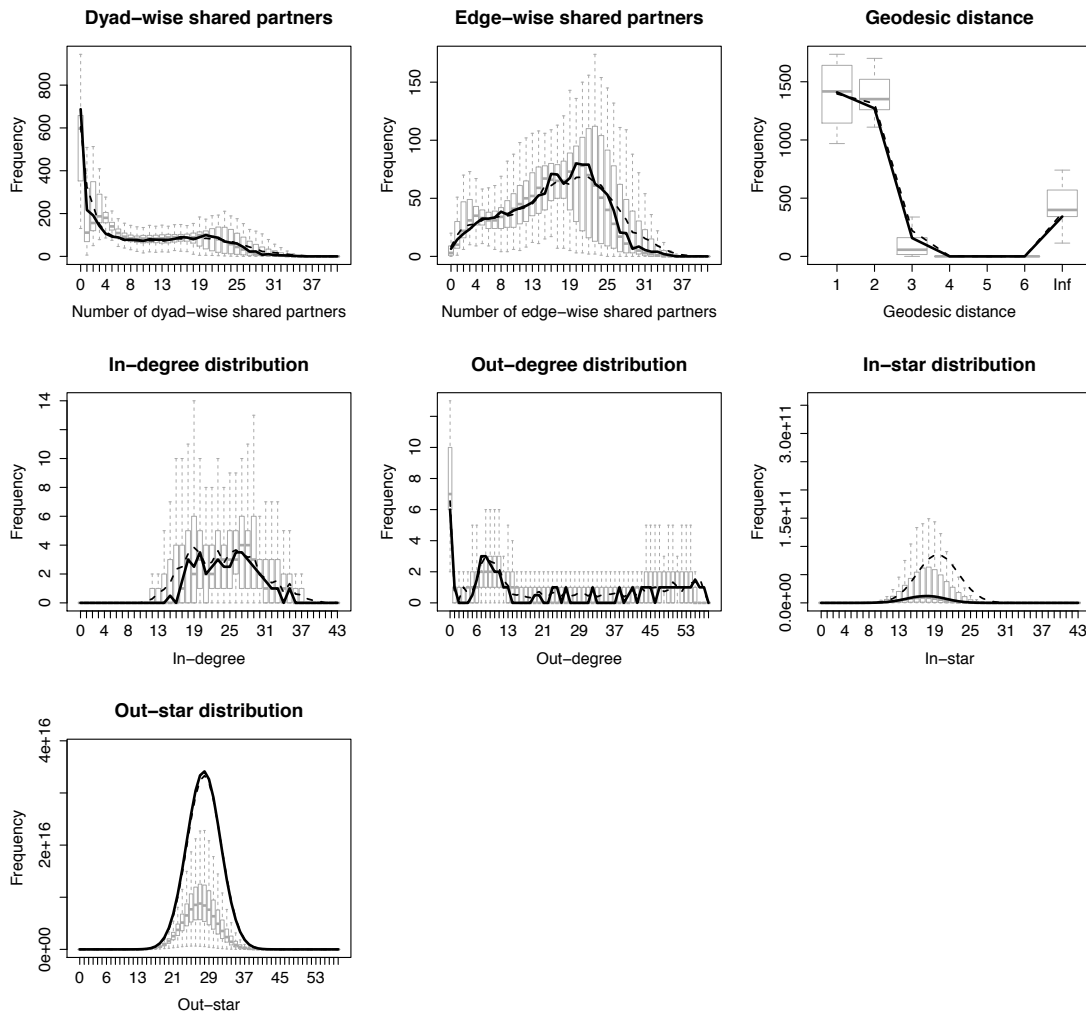 Dyad−wise shared partners
Edge−wise shared partners
Geodesic distance
Frequency
0 200 400 600 800
0 4 8 13 19 25 31 37
Number of dyad−wise shared partners
Frequency
0 50 100 150
0 4 8 13 19 25 31 37
Number of edge−wise shared partners
Frequency
0 500 1000 1500
1 2 3 4 5 6 Inf
Geodesic distance
In−degree distribution
Out−degree distribution
In−star distribution
Frequency
0 2 4 6 8 10 14
0 4 8 13 19 25 31 37 43
In−degree
Frequency
0 2 4 6 8 10
0 5 13 21 29 37 45 53
Out−degree
Frequency
0.0e+00 1.5e+11 3.0e+11
0 4 8 13 19 25 31 37 43
In−star
Out−star distribution
Frequency
0e+00 2e+16 4e+16
0 5 13 21 29 37 45 53
Out−star